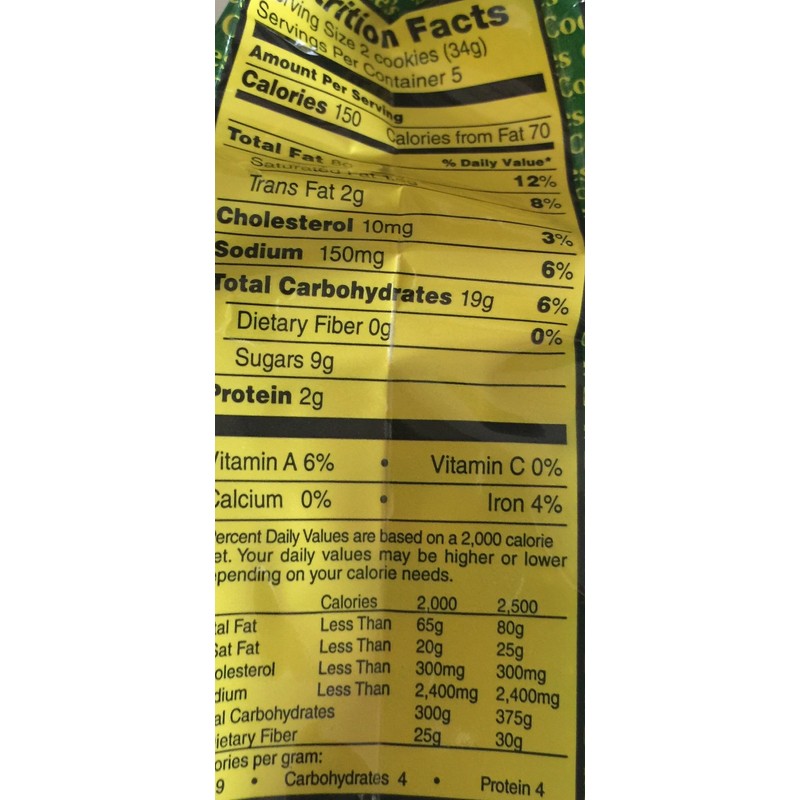 Facts
Size 2 cookies (34g)
Servings Per Container 5
Amount Per Serving
Calories 150 Calories from Fat 70
% Daily Value*
Total Fat 12%
8%
Trans Fat 2g
Cholesterol 10mg 3%
Sodium 150mg 6%
Total Carbohydrates 19g 6%
Dietary Fiber 0g 0%
Sugars 9g
Protein 2g
Vitamin A 6% • Vitamin C 0%
Calcium 0% • Iron 4%
ercent Daily Values are based on a 2,000 calorie
et. Your daily values may be higher or lower
pending on your calorie needs.
Calories 2,000 2,500
tal Fat Less Than 65g 80g
Sat Fat Less Than 20g 25g
olesterol Less Than 300mg 300mg
dium Less Than 2,400mg 2,400mg
al Carbohydrates 300g 375g
ietary Fiber 25g 30g
ories per gram:
9 • Carbohydrates 4 • Protein 4